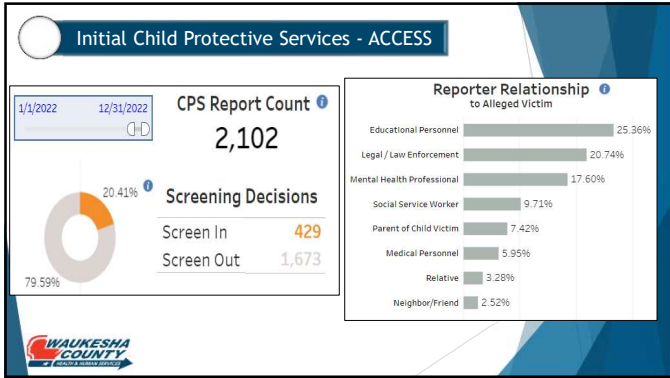 Initial Child Protective Services - ACCESS
1/1/2022 12/31/2022
CPS Report Count
2,102
20.41%
79.59%
Screening Decisions
Screen In 429
Screen Out 1,673
Reporter Relationship
to Alleged Victim
Educational Personnel 25.36%
Legal / Law Enforcement 20.74%
Mental Health Professional 17.60%
Social Service Worker 9.71%
Parent of Child Victim 7.42%
Medical Personnel 5.95%
Relative 3.28%
Neighbor/Friend 2.52%
WAUKESHA
COUNTY
HEALTH & HUMAN SERVICES